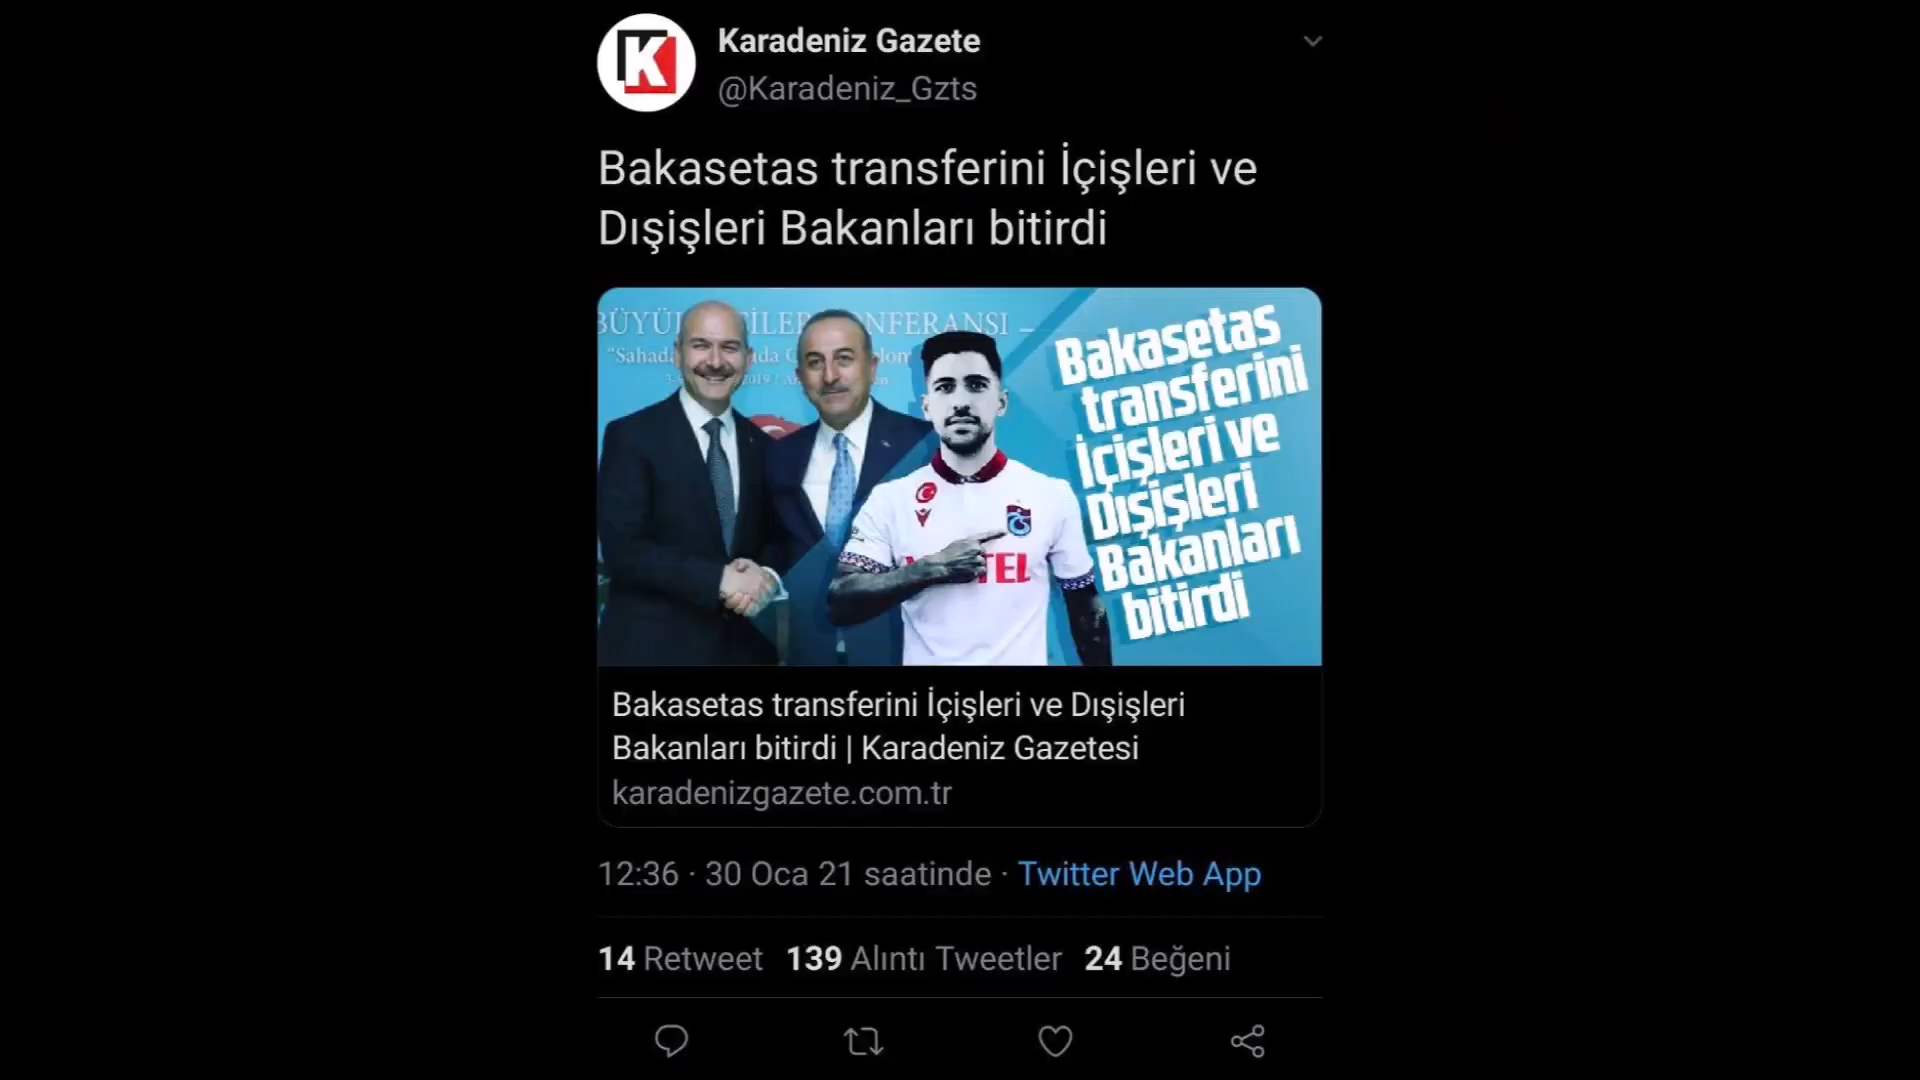 K
Karadeniz Gazete
@Karadeniz_Gzts
Bakasetas transferini İçişleri ve
Dışişleri Bakanları bitirdi
Bakasetas
transferini
İçişleri ve
Dışişleri
Bakanları
bitirdi
Bakasetas transferini İçişleri ve Dışişleri
Bakanları bitirdi | Karadeniz Gazetesi
karadenizgazete.com.tr
12:36 · 30 Oca 21 saatinde · Twitter Web App
14 Retweet 139 Alıntı Tweetler 24 Beğeni